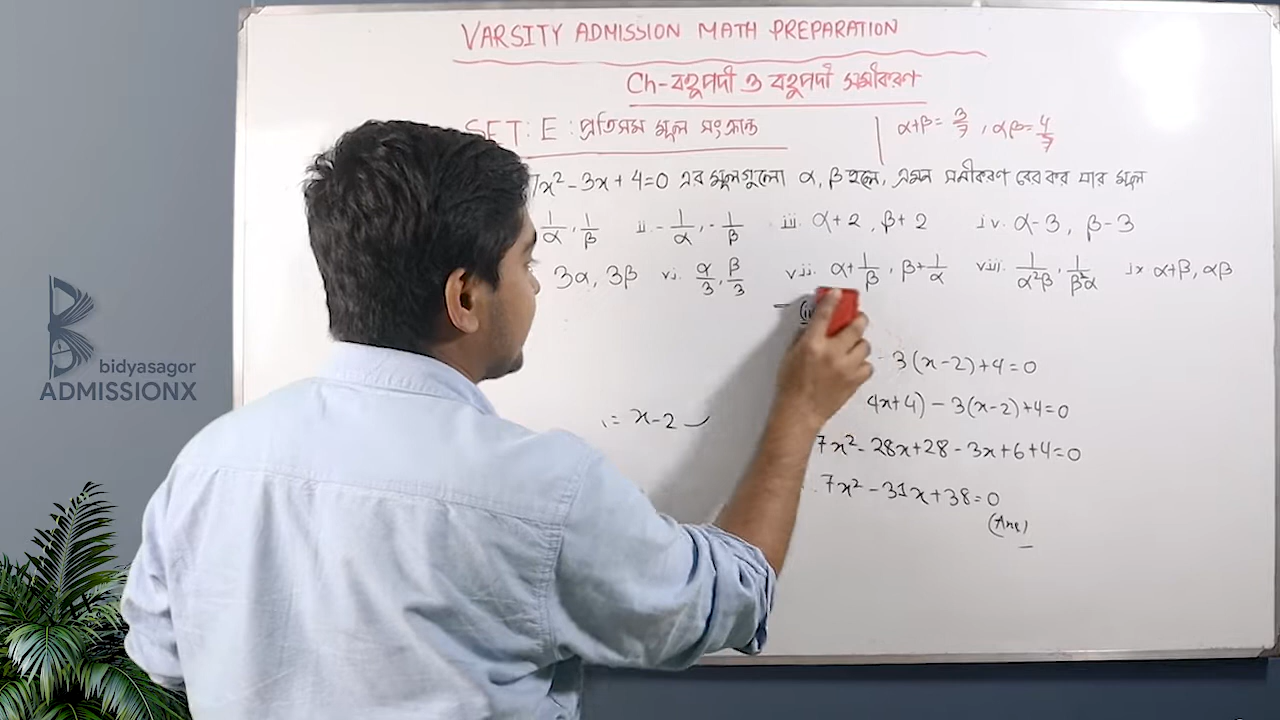 VARSITY ADMISSION MATH PREPARATION
Ch-বহুপদী ও বহুপদী সমীকরণ
SET: E : প্রতিসম মূল সংক্রান্ত
α+β = 3/7 , αβ = 4/7
7x² - 3x + 4 = 0 এর মূলগুলো α, β হলে, এমন সমীকরণ বের কর যার মূল
1/α , 1/β ii. -1/α , -1/β iii. α+2 , β+2 iv. α-3, β-3
3α, 3β vi. α/3 , β/3 vii. α+1/β , β+1/α viii. 1/α²β , 1/β²α ix α+β, αβ
- 3(x-2)+4=0
4x+4) - 3(x-2)+4=0
= x-2
7x² - 28x+28 - 3x+6+4=0
7x² - 31x+38=0
(Ans)
bidyasagor
ADMISSIONX